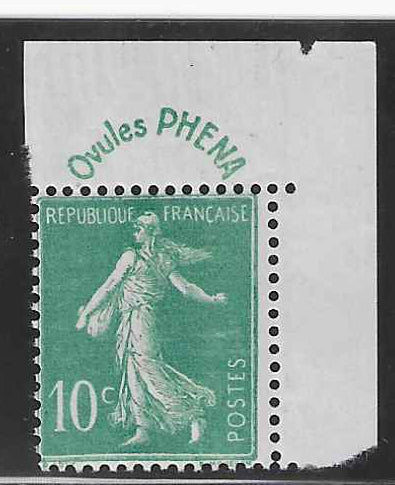 Ovules PHENA
REPUBLIQUE FRANÇAISE
10c
POSTES